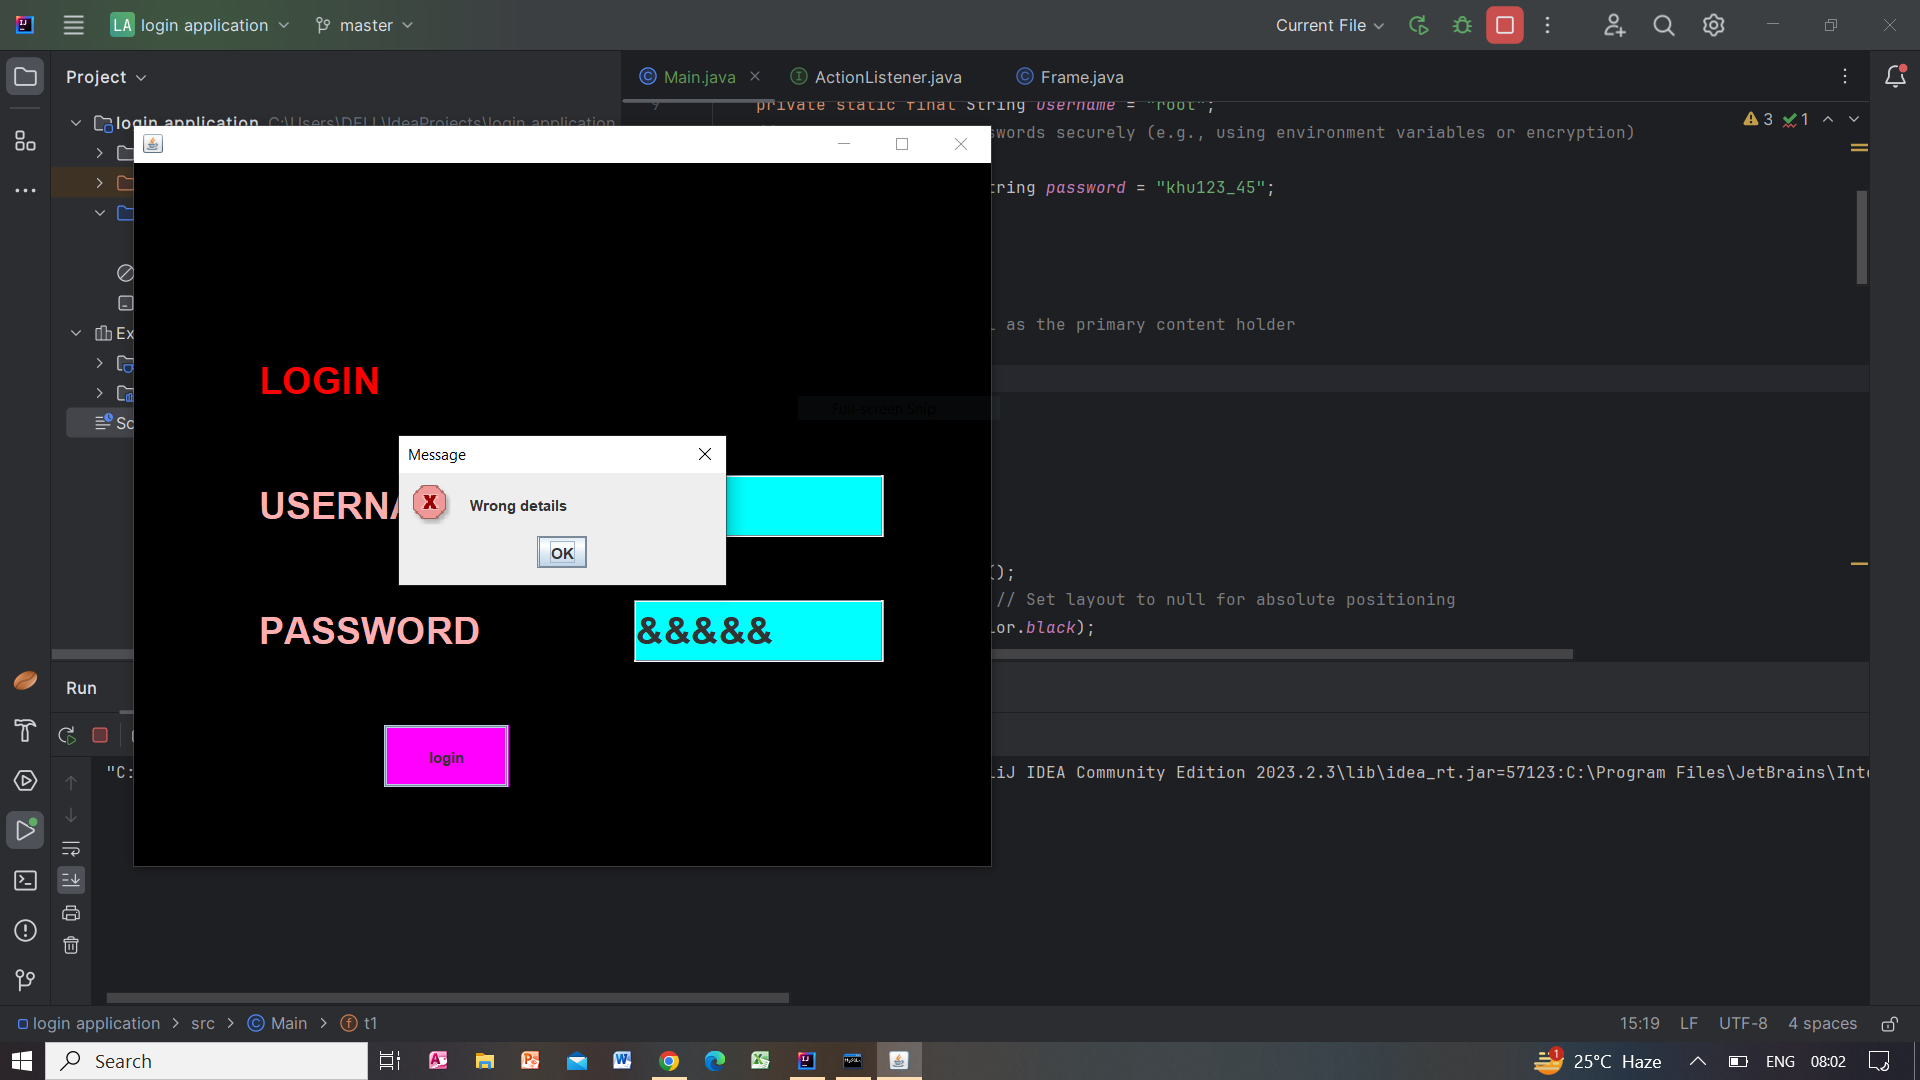 LA login application master Current File
Project
Main.java ActionListener.java Frame.java
login application C:\Users\DELL\IdeaProjects\login application
9 private static final String username = "root";
words securely (e.g., using environment variables or encryption) 3 1
tring password = "khu123_45";
as the primary content holder
Ex
LOGIN
Full-screen Snip
Sc
Message
Wrong details
OK
USERNA
();
// Set layout to null for absolute positioning
PASSWORD &&&&&
or.black);
Run
login
"C: iJ IDEA Community Edition 2023.2.3\lib\idea_rt.jar=57123:C:\Program Files\JetBrains\Inte
login application > src > Main > t1 15:19 LF UTF-8 4 spaces
Search 1 25°C Haze ENG 08:02